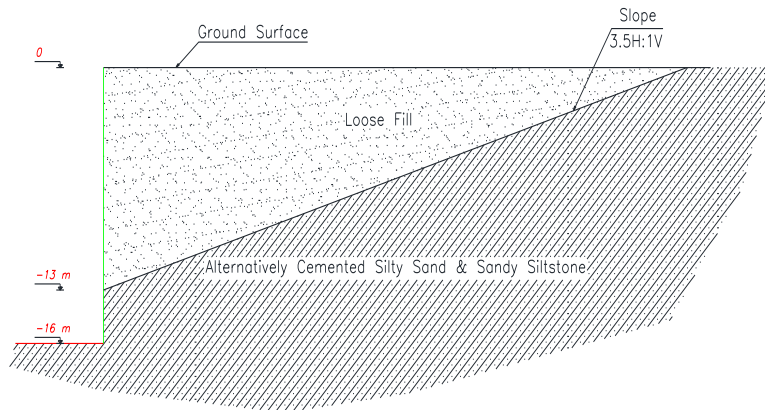 Slope
3.5H:1V
Ground Surface
0
Loose Fill
-13 m
Alternatively Cemented Silty Sand & Sandy Siltstone
-16 m